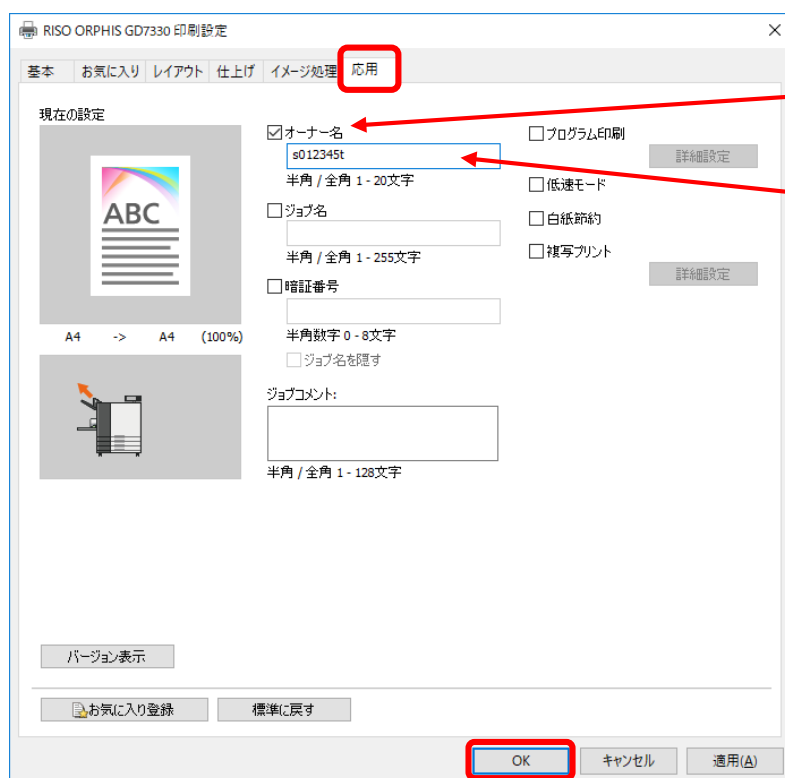 RISO ORPHIS GD7330 印刷設定
基本 お気に入り レイアウト 仕上げ イメージ処理 応用
現在の設定
ABC
A4 -> A4 (100%)
☑オーナー名
s012345t
半角 / 全角 1 - 20文字
□ジョブ名
半角 / 全角 1 - 255文字
□暗証番号
半角数字 0 - 8文字
□ジョブ名を隠す
ジョブコメント:
半角 / 全角 1 - 128文字
□プログラム印刷
詳細設定
□低速モード
□白紙節約
□複写プリント
詳細設定
バージョン表示
お気に入り登録 標準に戻す
OK キャンセル 適用(A)